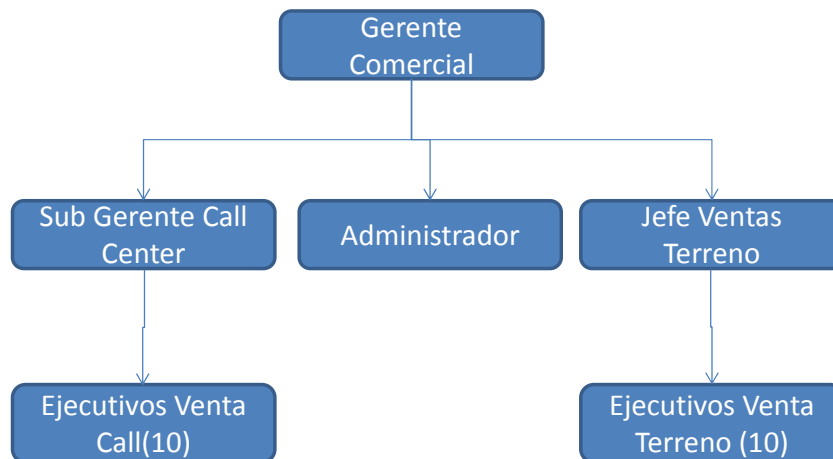 Gerente
Comercial
Sub Gerente Call
Center
Administrador
Jefe Ventas
Terreno
Ejecutivos Venta
Call(10)
Ejecutivos Venta
Terreno (10)